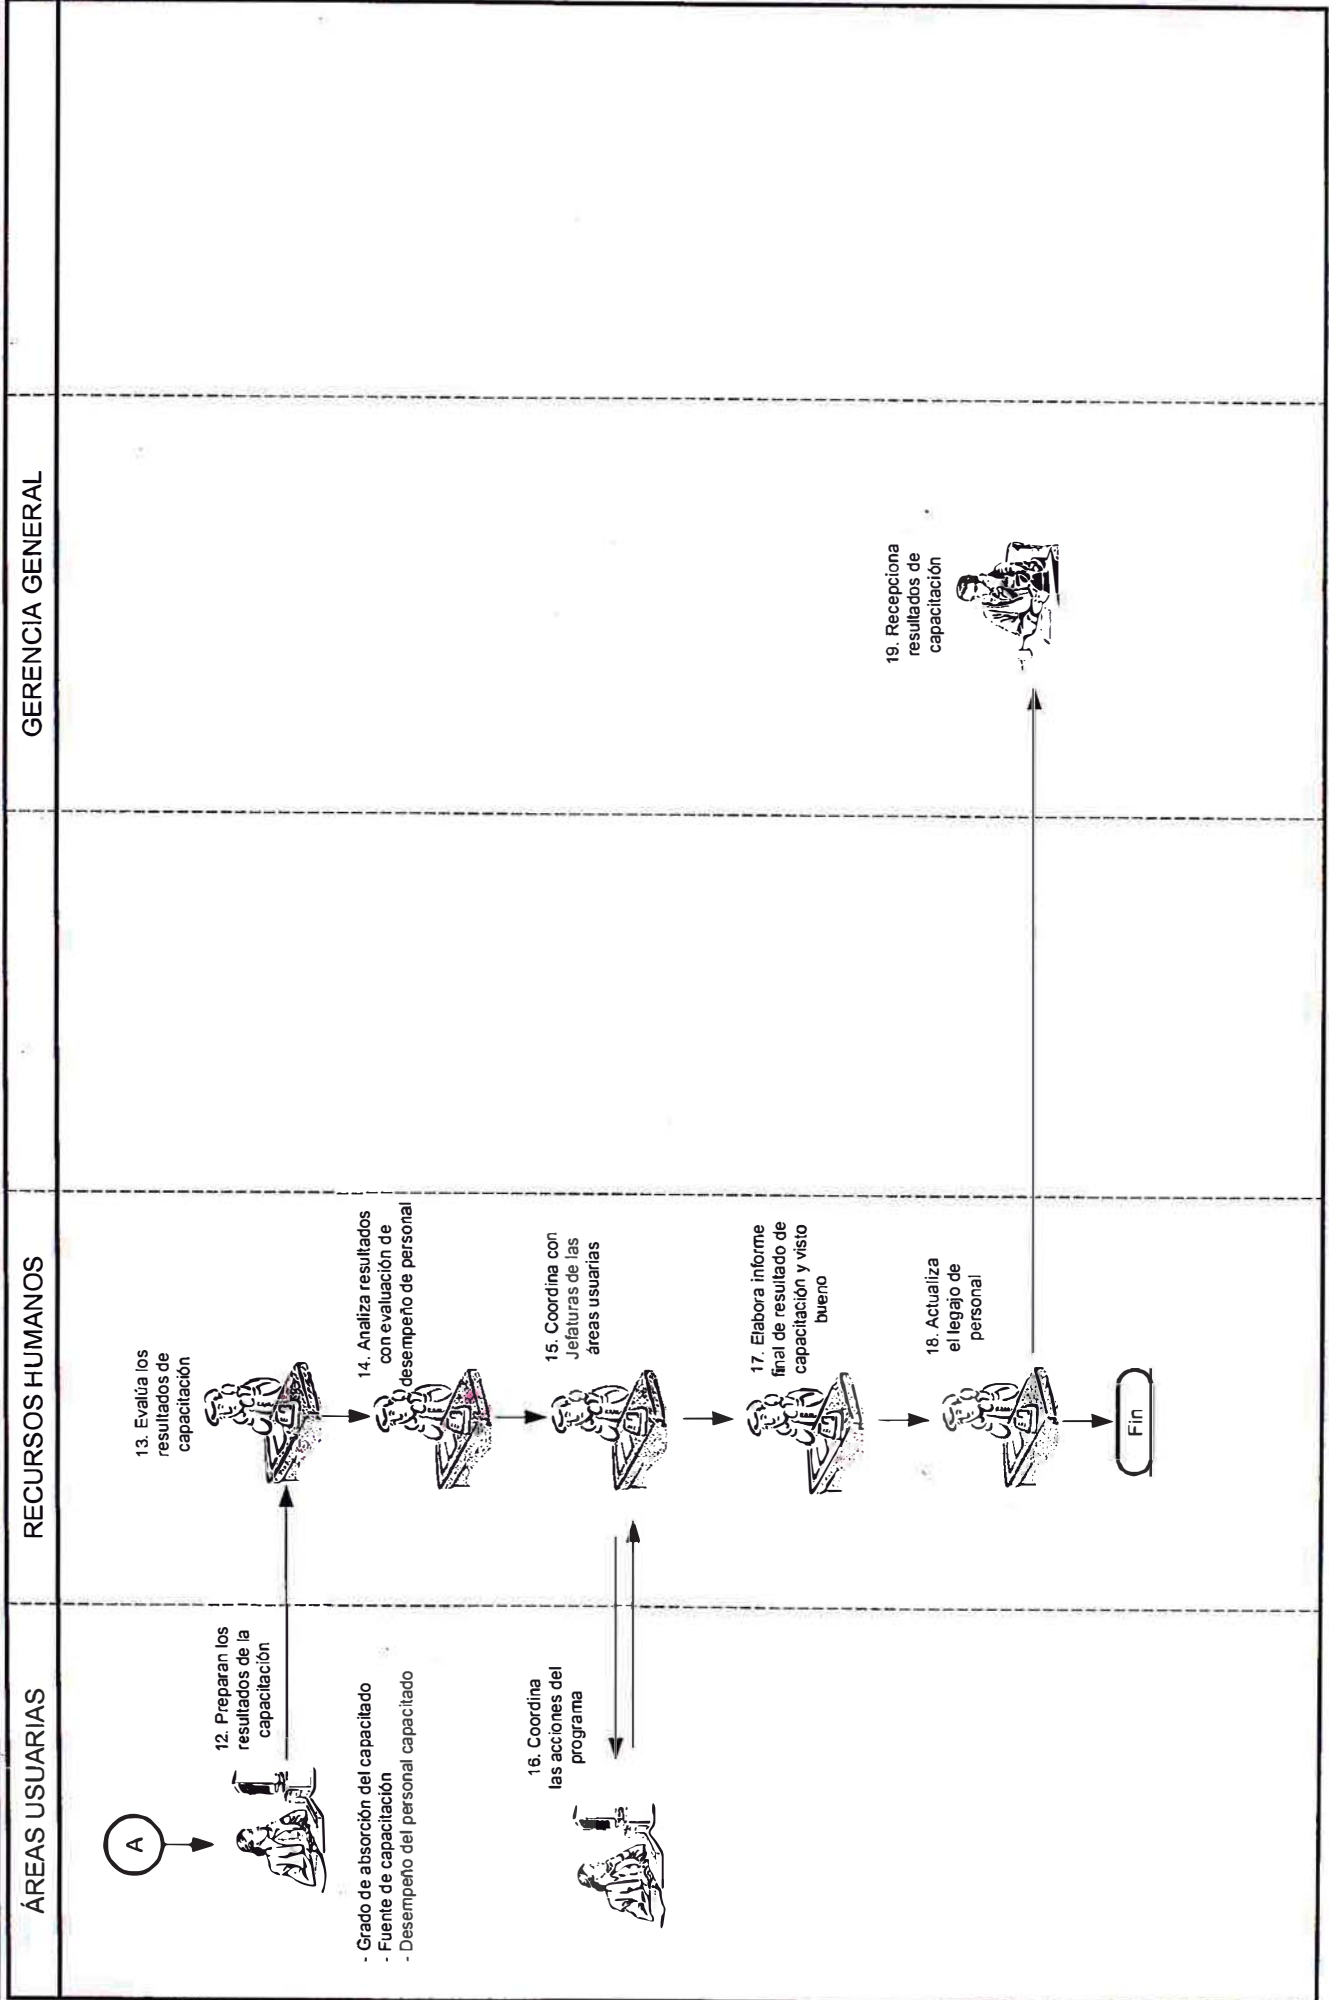 ÁREAS USUARIAS
RECURSOS HUMANOS
GERENCIA GENERAL
A
12. Preparan los
resultados de la
capacitación
- Grado de absorción del capacitado
- Fuente de capacitación
- Desempeño del personal capacitado
13. Evalúa los
resultados de
capacitación
14. Analiza resultados
con evaluación de
desempeño de personal
15. Coordina con
Jefaturas de las
áreas usuarias
16. Coordina
las acciones del
programa
17. Elabora informe
final de resultado de
capacitación y visto
bueno
18. Actualiza
el legajo de
personal
Fin
19. Recepciona
resultados de
capacitación